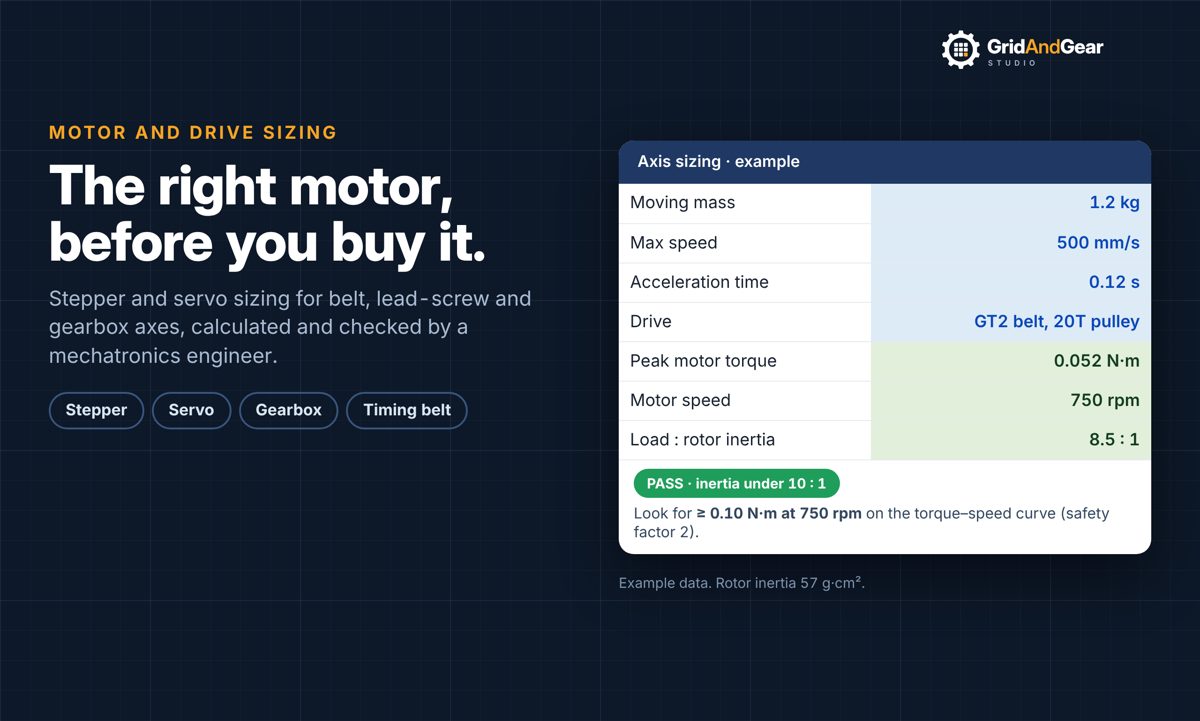 GridAndGear
STUDIO
MOTOR AND DRIVE SIZING
The right motor,
before you buy it.
Stepper and servo sizing for belt, lead-screw and
gearbox axes, calculated and checked by a
mechatronics engineer.
Stepper Servo Gearbox Timing belt
Axis sizing · example
Moving mass 1.2 kg
Max speed 500 mm/s
Acceleration time 0.12 s
Drive GT2 belt, 20T pulley
Peak motor torque 0.052 N·m
Motor speed 750 rpm
Load : rotor inertia 8.5 : 1
PASS · inertia under 10 : 1
Look for ≥ 0.10 N·m at 750 rpm on the torque–speed curve (safety
factor 2).
Example data. Rotor inertia 57 g·cm².